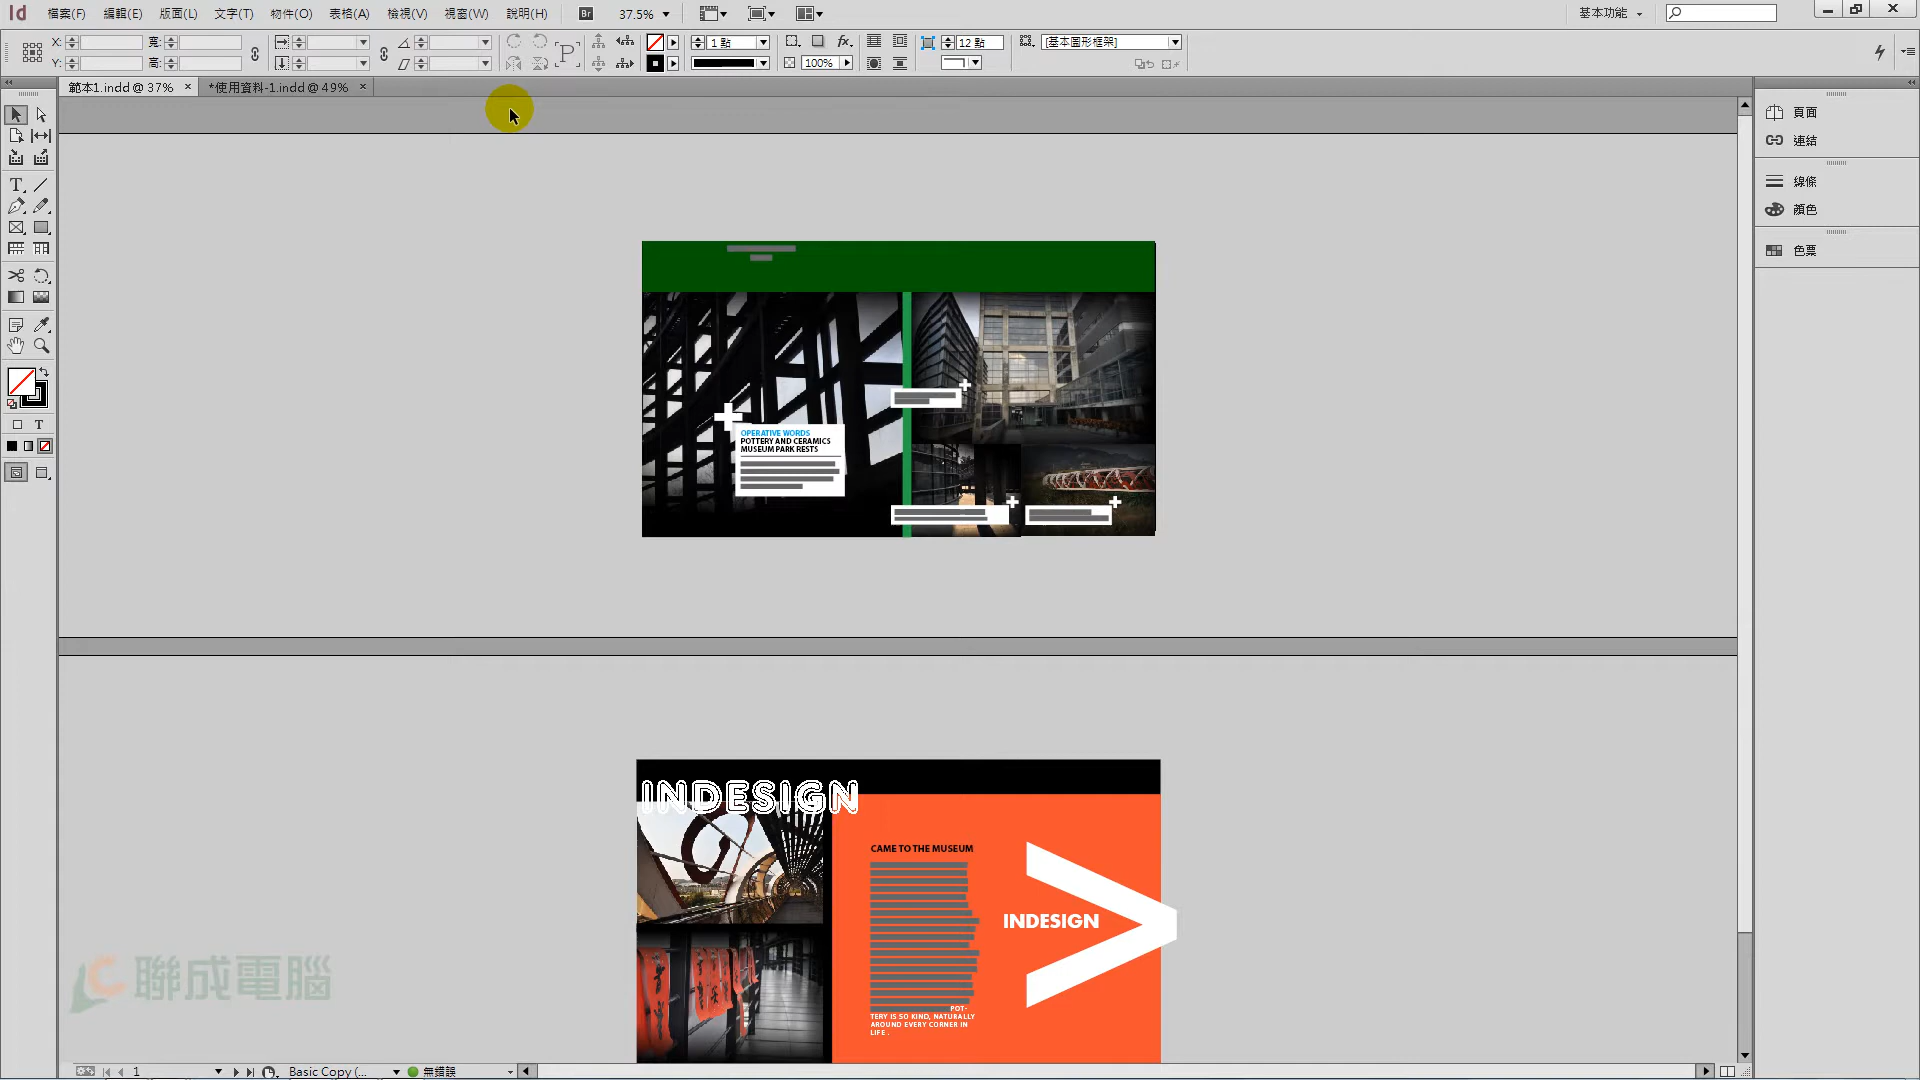 Id 檔案(F) 編輯(E) 版面(L) 文字(T) 物件(O) 表格(A) 檢視(V) 視窗(W) 說明(H) Br 37.5% 基本功能
X: 寬: 1 點 fx 12 點 [基本圖形框架]
Y: 高: 100%
範本1.indd @ 37% × *使用資料-1.indd @ 49% ×
頁面
連結
線條
顏色
色票
OPERATIVE WORDS
POTTERY AND CERAMICS
MUSEUM PARK RESTS
INDESIGN
CAME TO THE MUSEUM
INDESIGN
POT-
TERY IS SO KIND, NATURALLY
AROUND EVERY CORNER IN
LIFE .
聯成電腦
1 Basic Copy (... 無錯誤